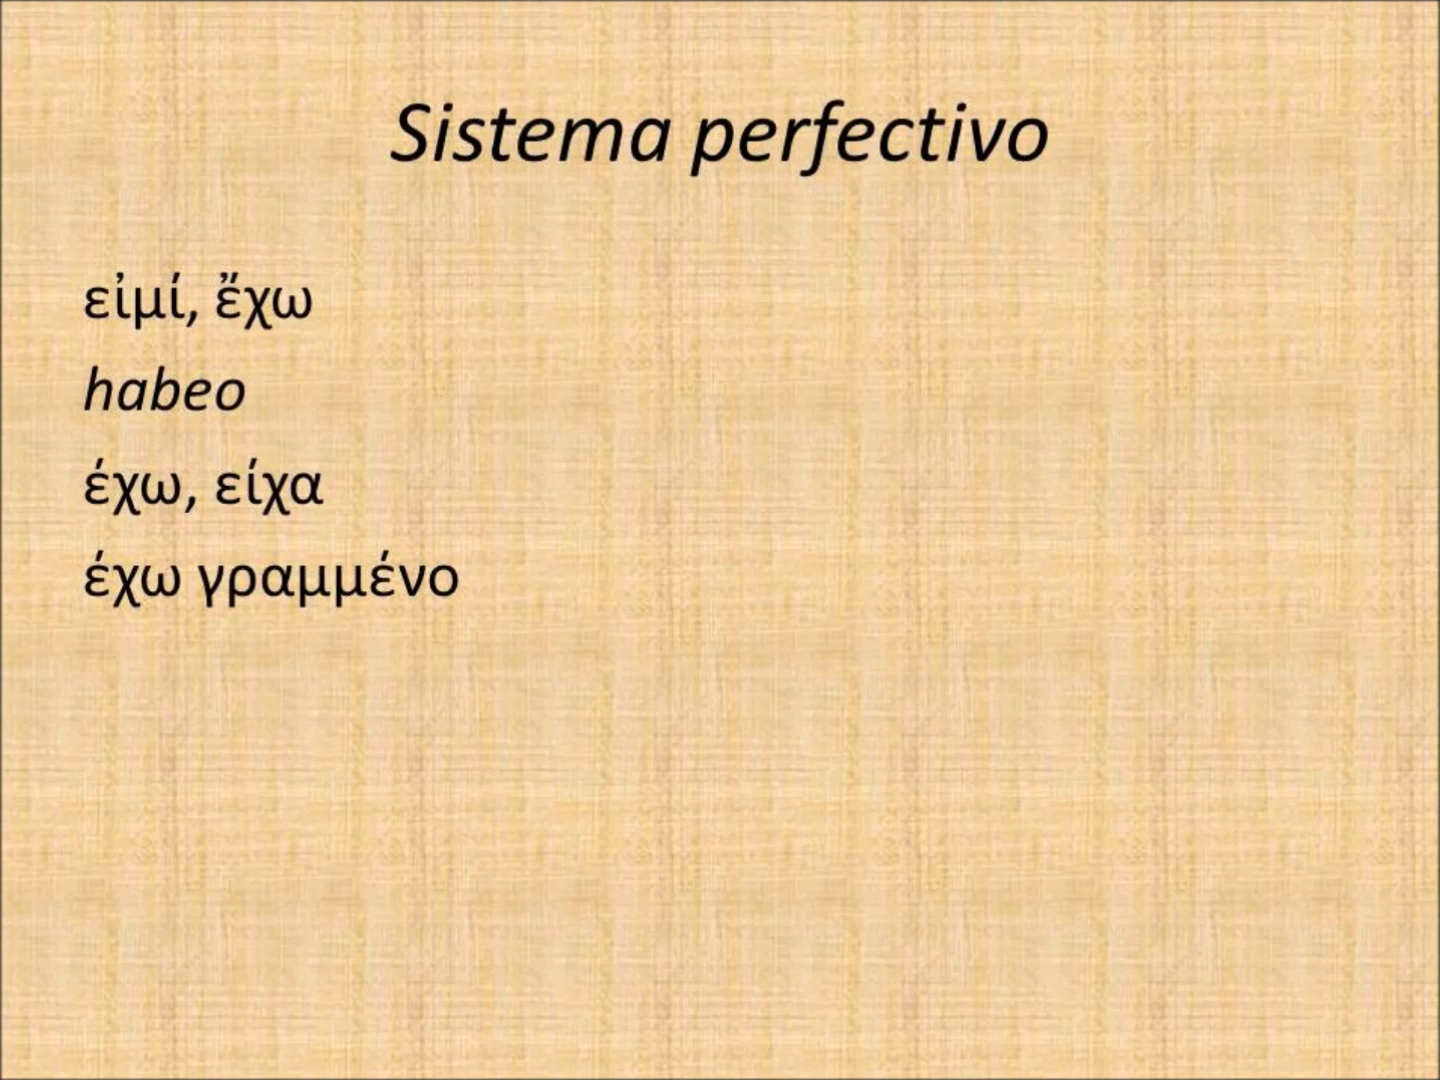 Sistema perfectivo
εἰμί, ἔχω
habeo
έχω, είχα
έχω γραμμένο